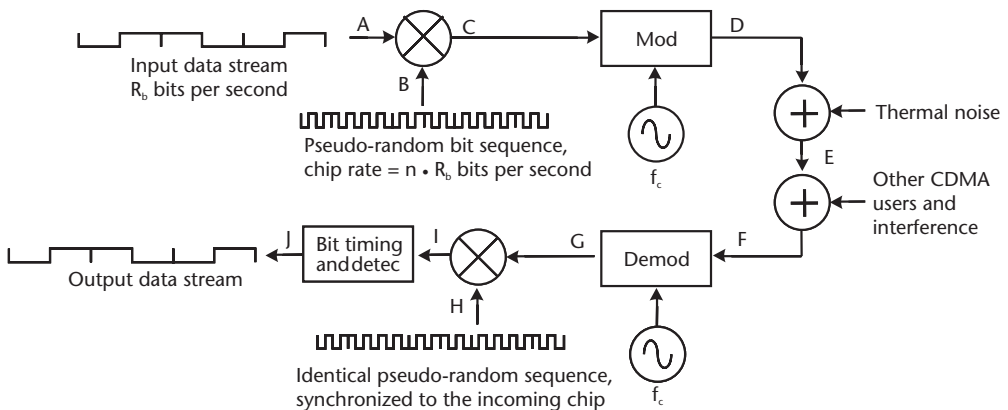 A
C
Mod
D
Input data stream
R_b bits per second
B
Thermal noise
Pseudo-random bit sequence,
chip rate = n • R_b bits per second
f_c
E
Other CDMA
users and
interference
J
Bit timing
and detec
I
G
Demod
F
Output data stream
H
Identical pseudo-random sequence,
synchronized to the incoming chip
f_c